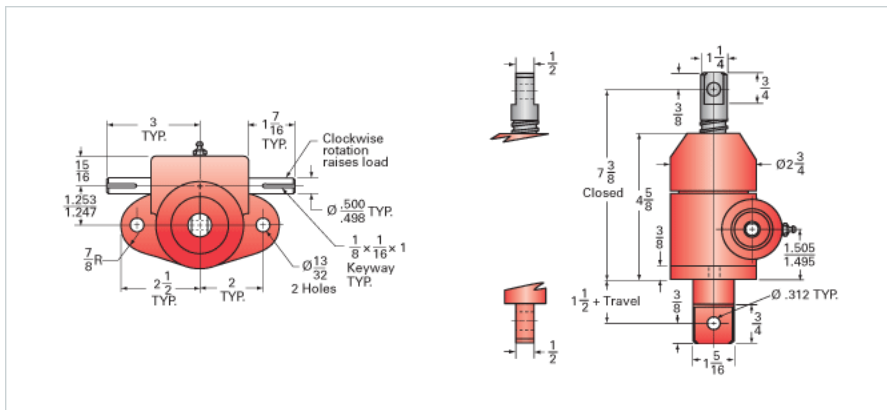 3
TYP.
1 7/16
TYP.
Clockwise
rotation
raises load
15/16
1.253
1.247
Ø .500
.498 TYP.
7/8 R
1/8 × 1/16 × 1
Keyway
TYP.
Ø 13/32
2 Holes
2 1/2
TYP.
2
TYP.
1/2
1/2
1 1/4
3/4
3/8
7 3/8
Closed
Ø2 3/4
4 5/8
3/8
1.505
1.495
1 1/2 + Travel
3/8
Ø .312 TYP.
3/4
1 5/16